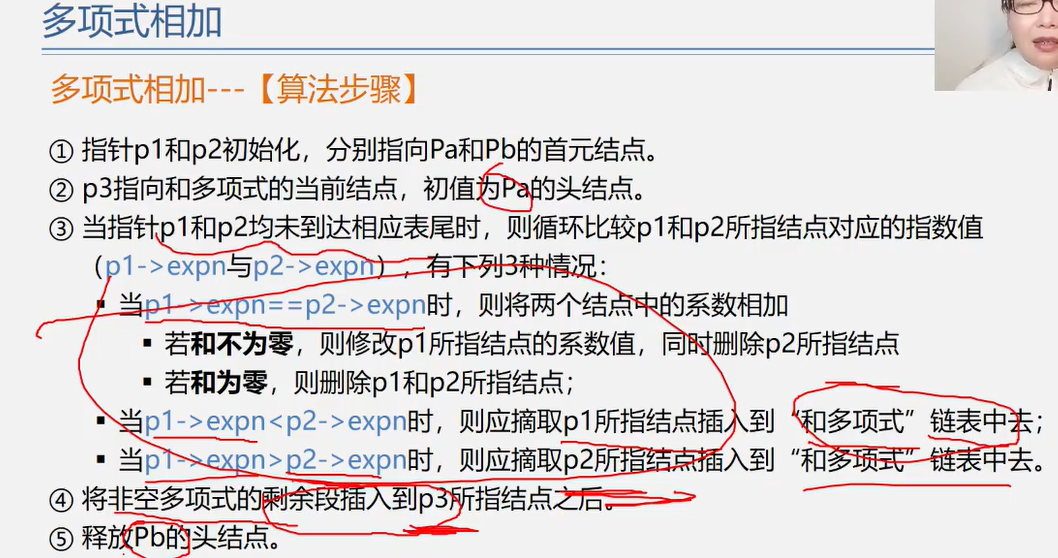 多项式相加
多项式相加---【算法步骤】
① 指针p1和p2初始化，分别指向Pa和Pb的首元结点。
② p3指向和多项式的当前结点，初值为Pa的头结点。
③ 当指针p1和p2均未到达相应表尾时，则循环比较p1和p2所指结点对应的指数值
（p1->expn与p2->expn），有下列3种情况：
▪ 当p1->expn==p2->expn时，则将两个结点中的系数相加
▪ 若和不为零，则修改p1所指结点的系数值，同时删除p2所指结点
▪ 若和为零，则删除p1和p2所指结点；
▪ 当p1->expn<p2->expn时，则应摘取p1所指结点插入到“和多项式”链表中去；
▪ 当p1->expn>p2->expn时，则应摘取p2所指结点插入到“和多项式”链表中去。
④ 将非空多项式的剩余段插入到p3所指结点之后。
⑤ 释放Pb的头结点。